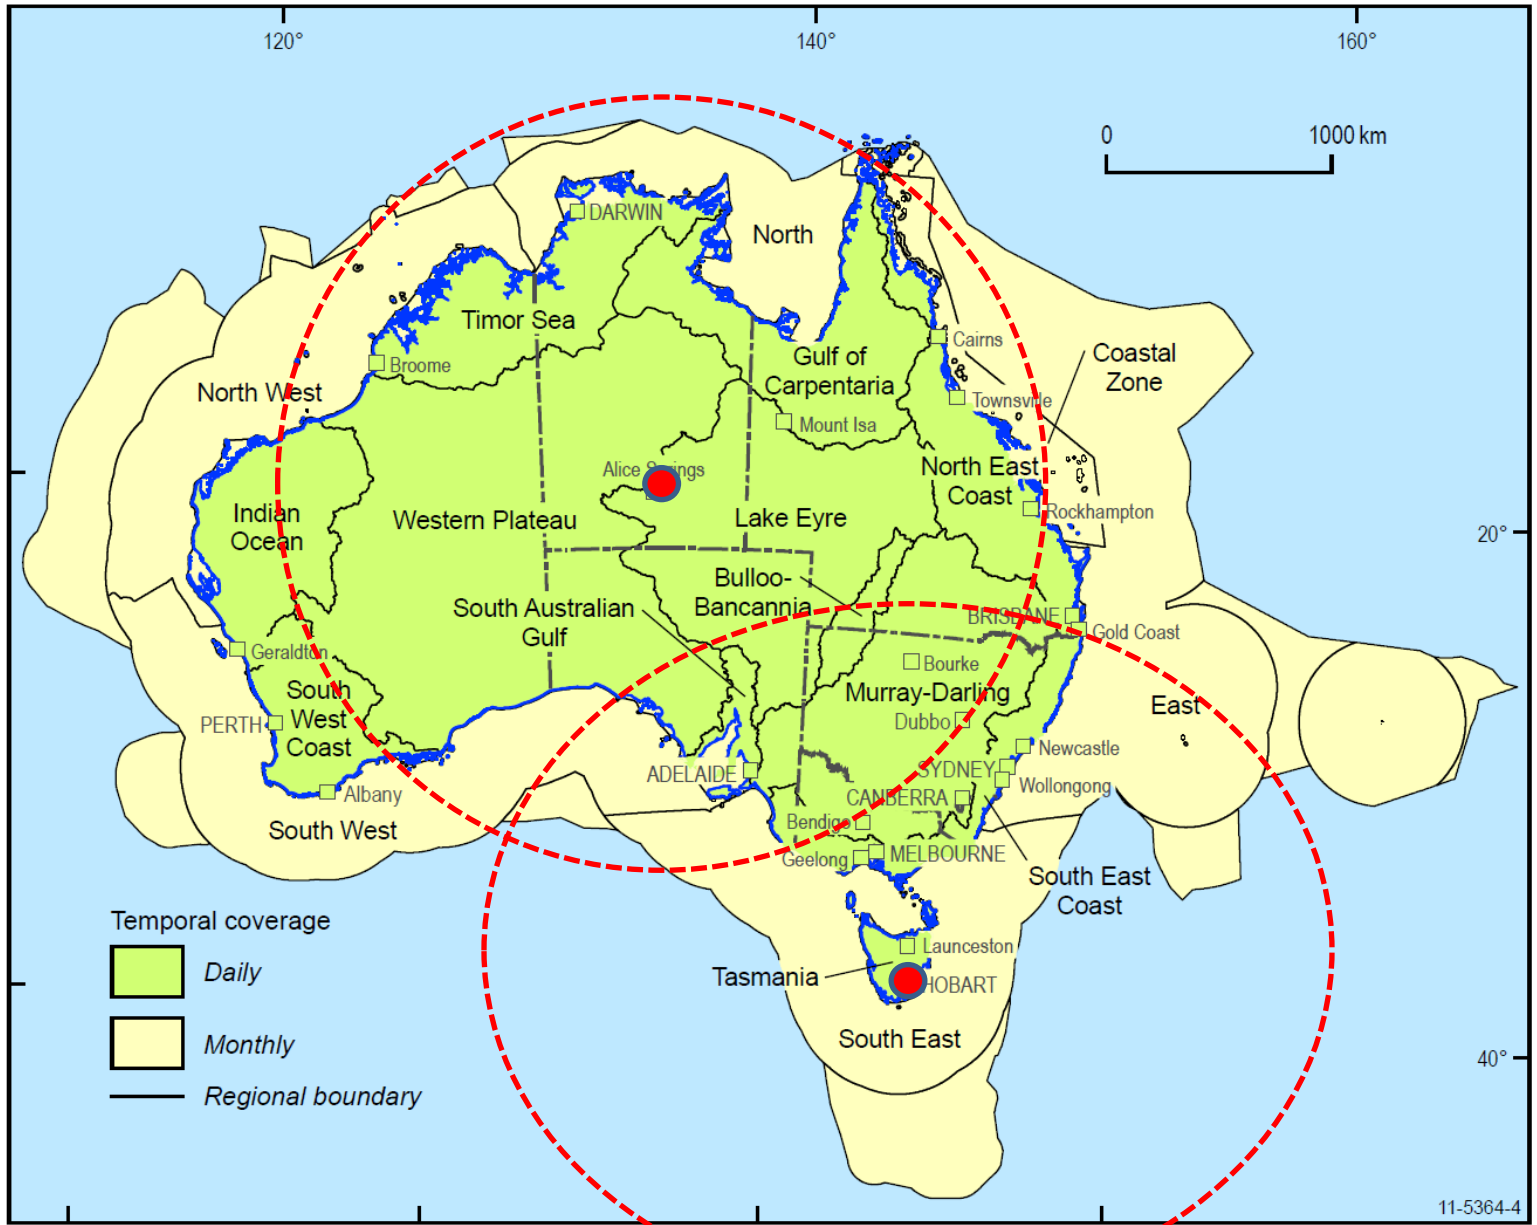 120°
140°
160°
0
1000 km
DARWIN
North
Timor Sea
Cairns
Coastal
Zone
Gulf of
Carpentaria
Broome
North West
Townsville
Mount Isa
Alice Springs
North East
Coast
Rockhampton
Indian
Ocean
Western Plateau
Lake Eyre
20°
Bulloo-
Bancannia
South Australian
Gulf
BRISBANE
Gold Coast
Geraldton
Bourke
South
West
Coast
Murray-Darling
East
PERTH
Dubbo
Newcastle
ADELAIDE
SYDNEY
Wollongong
Albany
CANBERRA
South West
Bendigo
Geelong
MELBOURNE
South East
Coast
Temporal coverage
Daily
Launceston
Tasmania
HOBART
Monthly
South East
40°
Regional boundary
11-5364-4